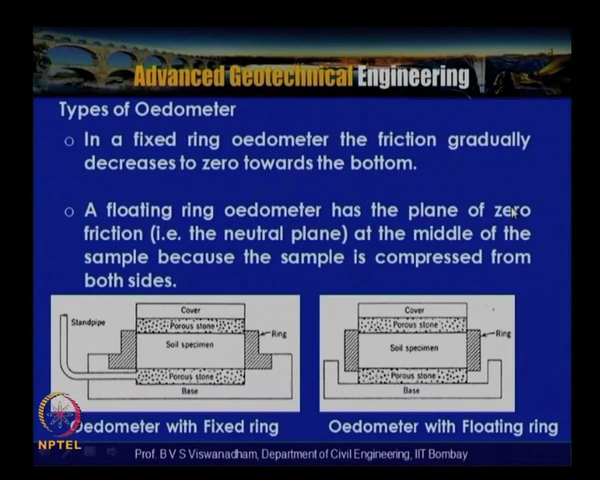 Advanced Geotechnical Engineering
Types of Oedometer
o In a fixed ring oedometer the friction gradually
decreases to zero towards the bottom.
o A floating ring oedometer has the plane of zero
friction (i.e. the neutral plane) at the middle of the
sample because the sample is compressed from
both sides.
Cover
Standpipe
Porous stone
Ring
Soil specimen
Porous stone
Base
Cover
Porous stone
Ring
Soil specimen
Porous stone
Base
Oedometer with Fixed ring
Oedometer with Floating ring
NPTEL
Prof. B V S Viswanadham, Department of Civil Engineering, IIT Bombay